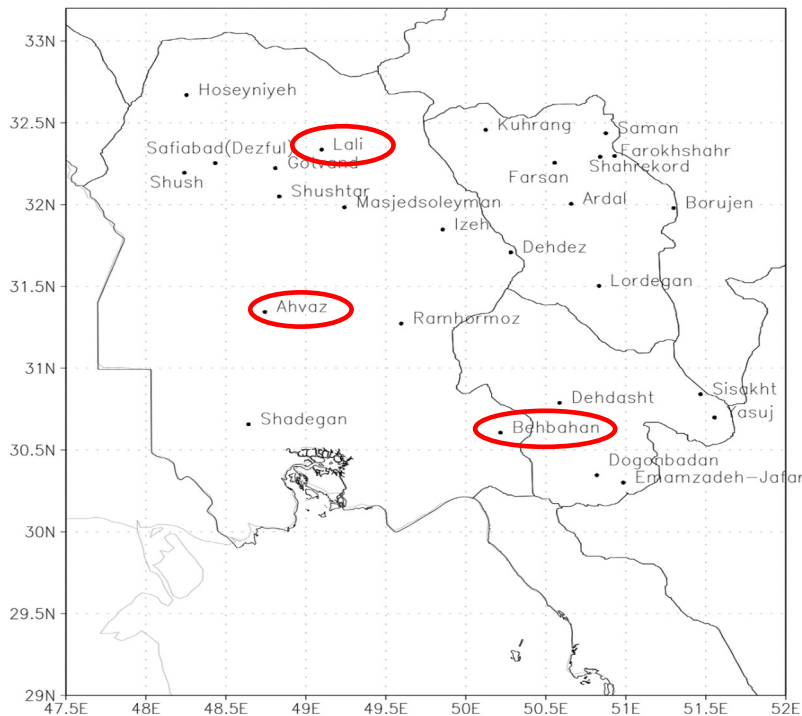 33N
Hoseyniyeh
32.5N
Kuhrang
Saman
Lali
Safiabad(Dezful)
Farokhshahr
Gotvand
Shahrekord
Shush
Farsan
Shushtar
Masjedsoleyman
Ardal
Borujen
32N
Izeh
Dehdez
31.5N
Lordegan
Ahvaz
Ramhormoz
31N
Sisakht
Dehdasht
Yasuj
Shadegan
Behbahan
30.5N
Dogonbadan
Emamzadeh-Jafar
30N
29.5N
29N
47.5E 48E 48.5E 49E 49.5E 50E 50.5E 51E 51.5E 52E